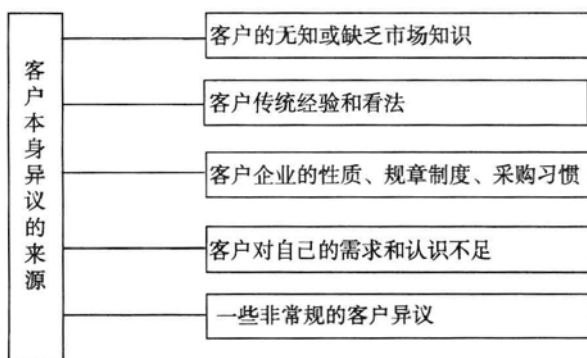 客户本身异议的来源
客户的无知或缺乏市场知识
客户传统经验和看法
客户企业的性质、规章制度、采购习惯
客户对自己的需求和认识不足
一些非常规的客户异议